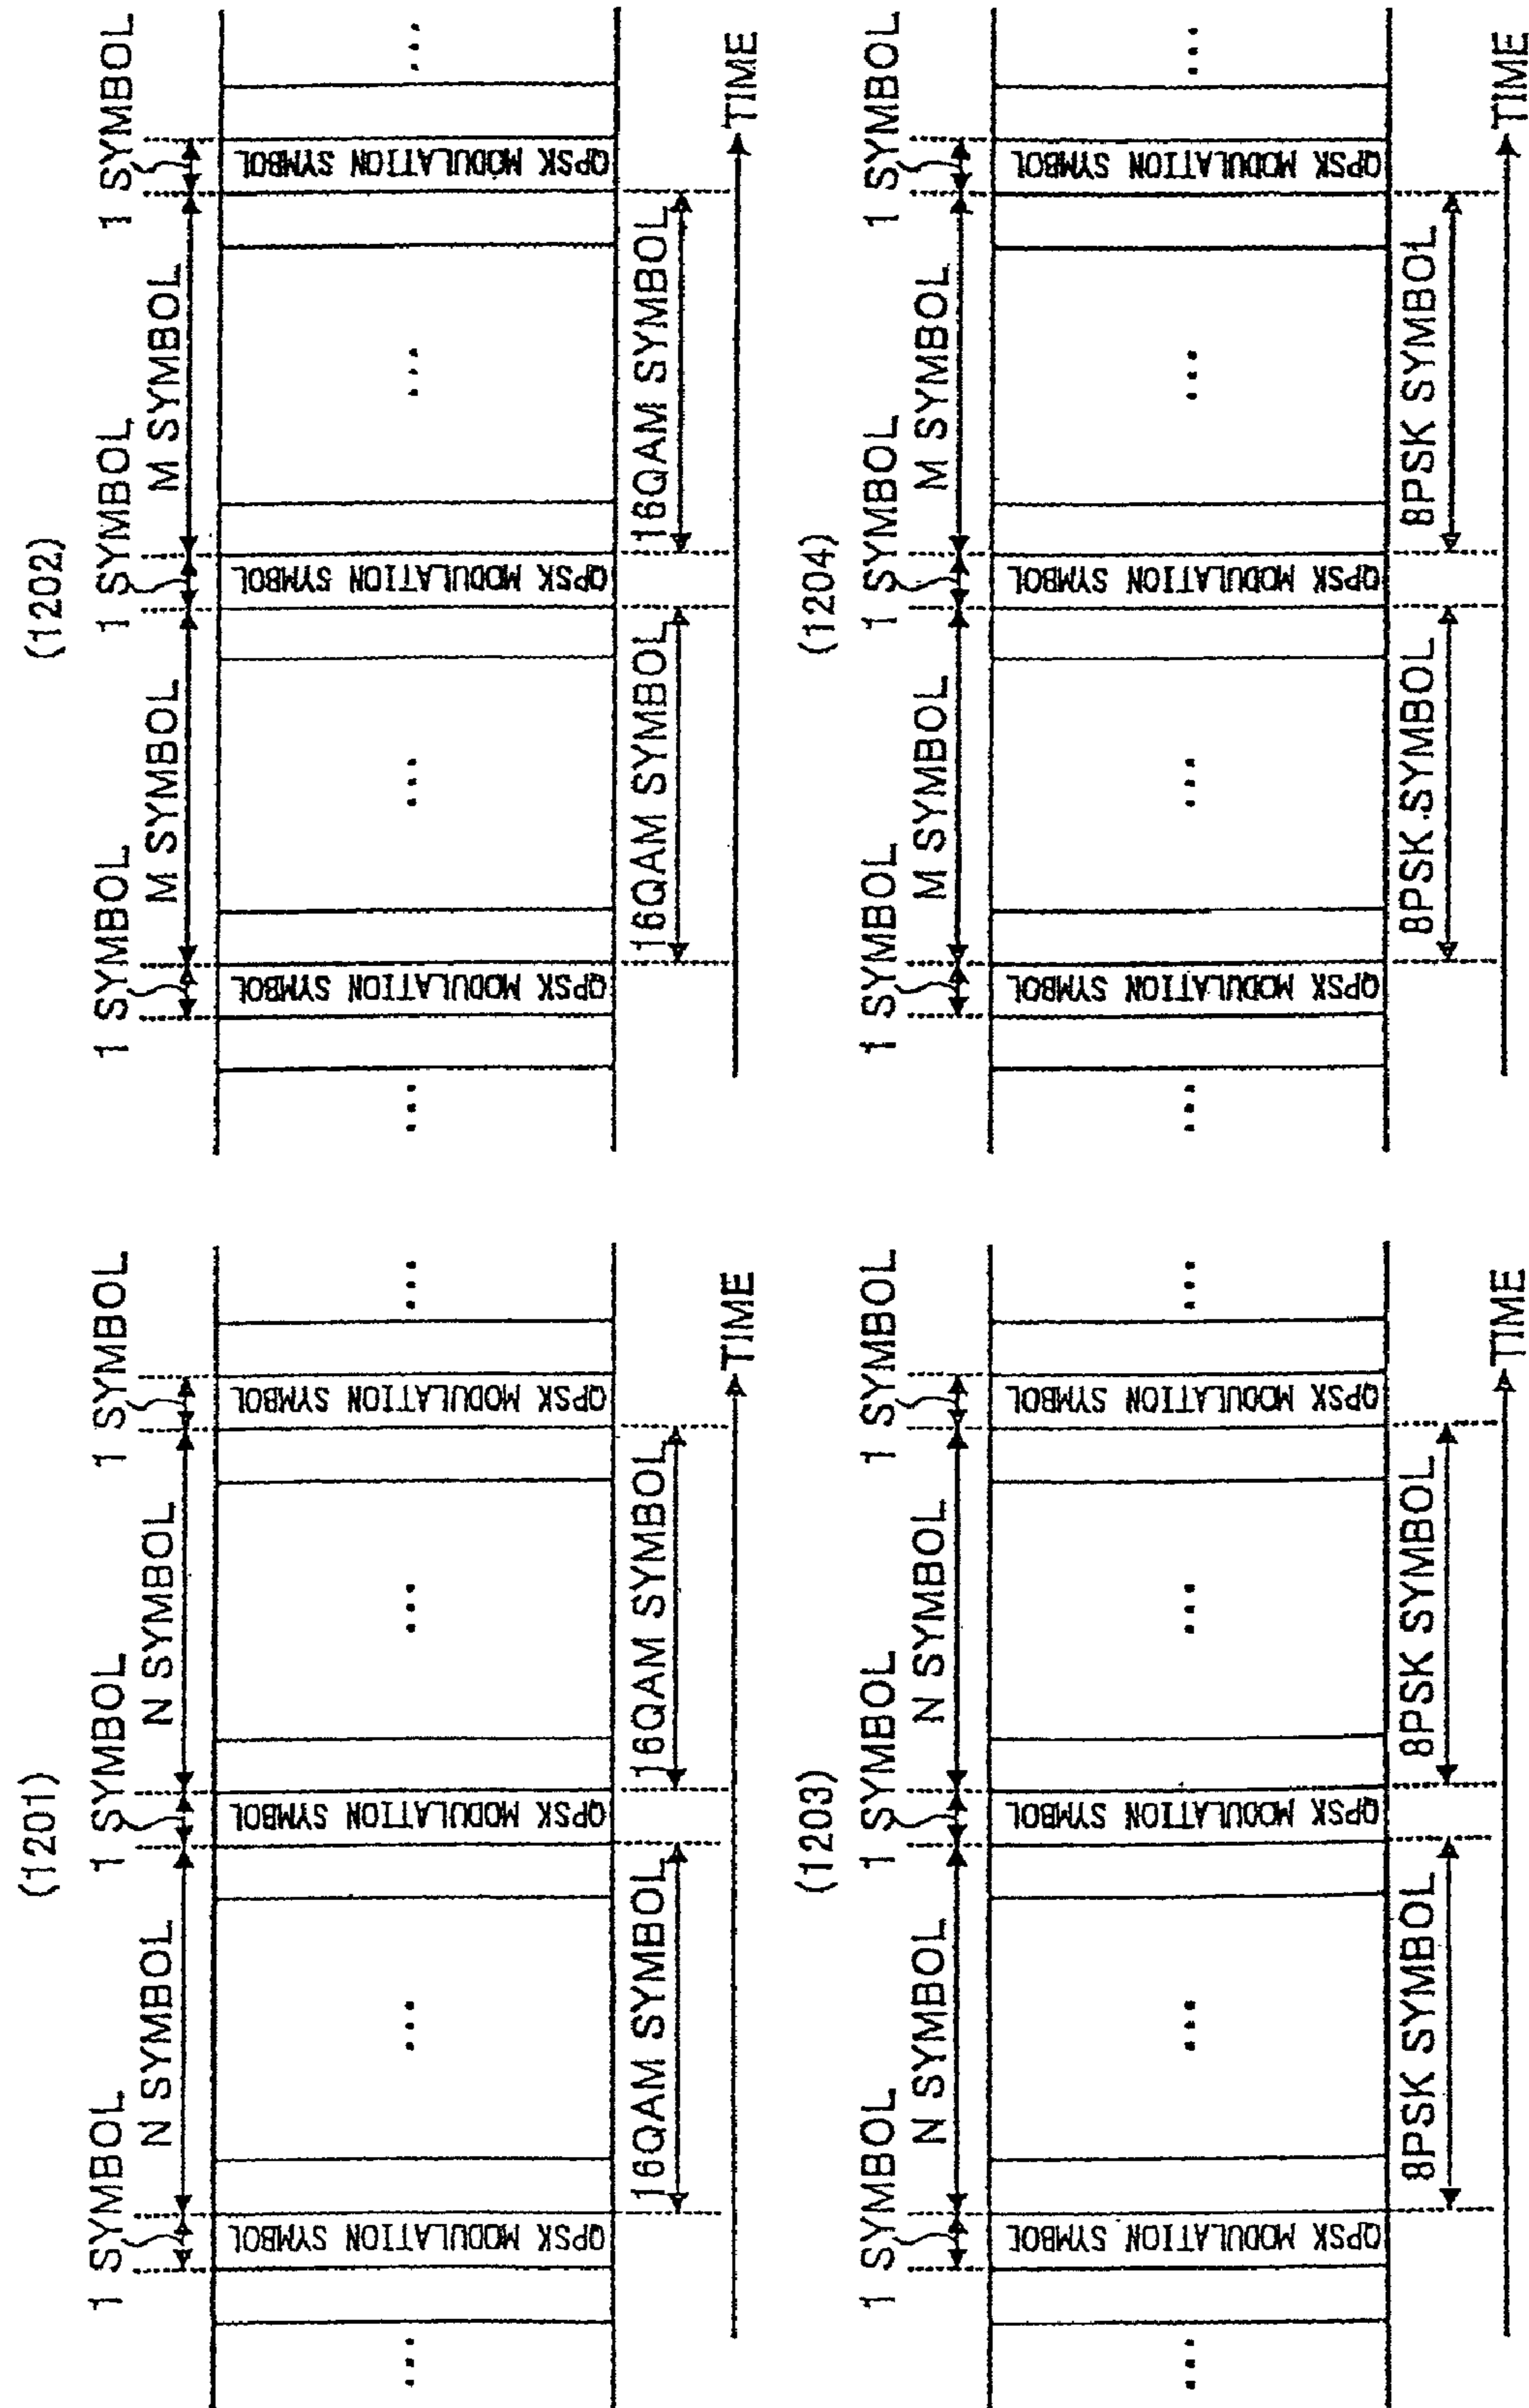 (1201)
1 SYMBOL 1 SYMBOL 1 SYMBOL
N SYMBOL N SYMBOL
QPSK MODULATION SYMBOL
QPSK MODULATION SYMBOL
QPSK MODULATION SYMBOL
16QAM SYMBOL 16QAM SYMBOL
TIME
(1202)
1 SYMBOL 1 SYMBOL 1 SYMBOL
M SYMBOL M SYMBOL
QPSK MODULATION SYMBOL
QPSK MODULATION SYMBOL
QPSK MODULATION SYMBOL
16QAM SYMBOL 16QAM SYMBOL
TIME
(1203)
1 SYMBOL 1 SYMBOL 1 SYMBOL
N SYMBOL N SYMBOL
QPSK MODULATION SYMBOL
QPSK MODULATION SYMBOL
QPSK MODULATION SYMBOL
8PSK SYMBOL 8PSK SYMBOL
TIME
(1204)
1 SYMBOL 1 SYMBOL 1 SYMBOL
M SYMBOL M SYMBOL
QPSK MODULATION SYMBOL
QPSK MODULATION SYMBOL
QPSK MODULATION SYMBOL
8PSK SYMBOL 8PSK SYMBOL
TIME